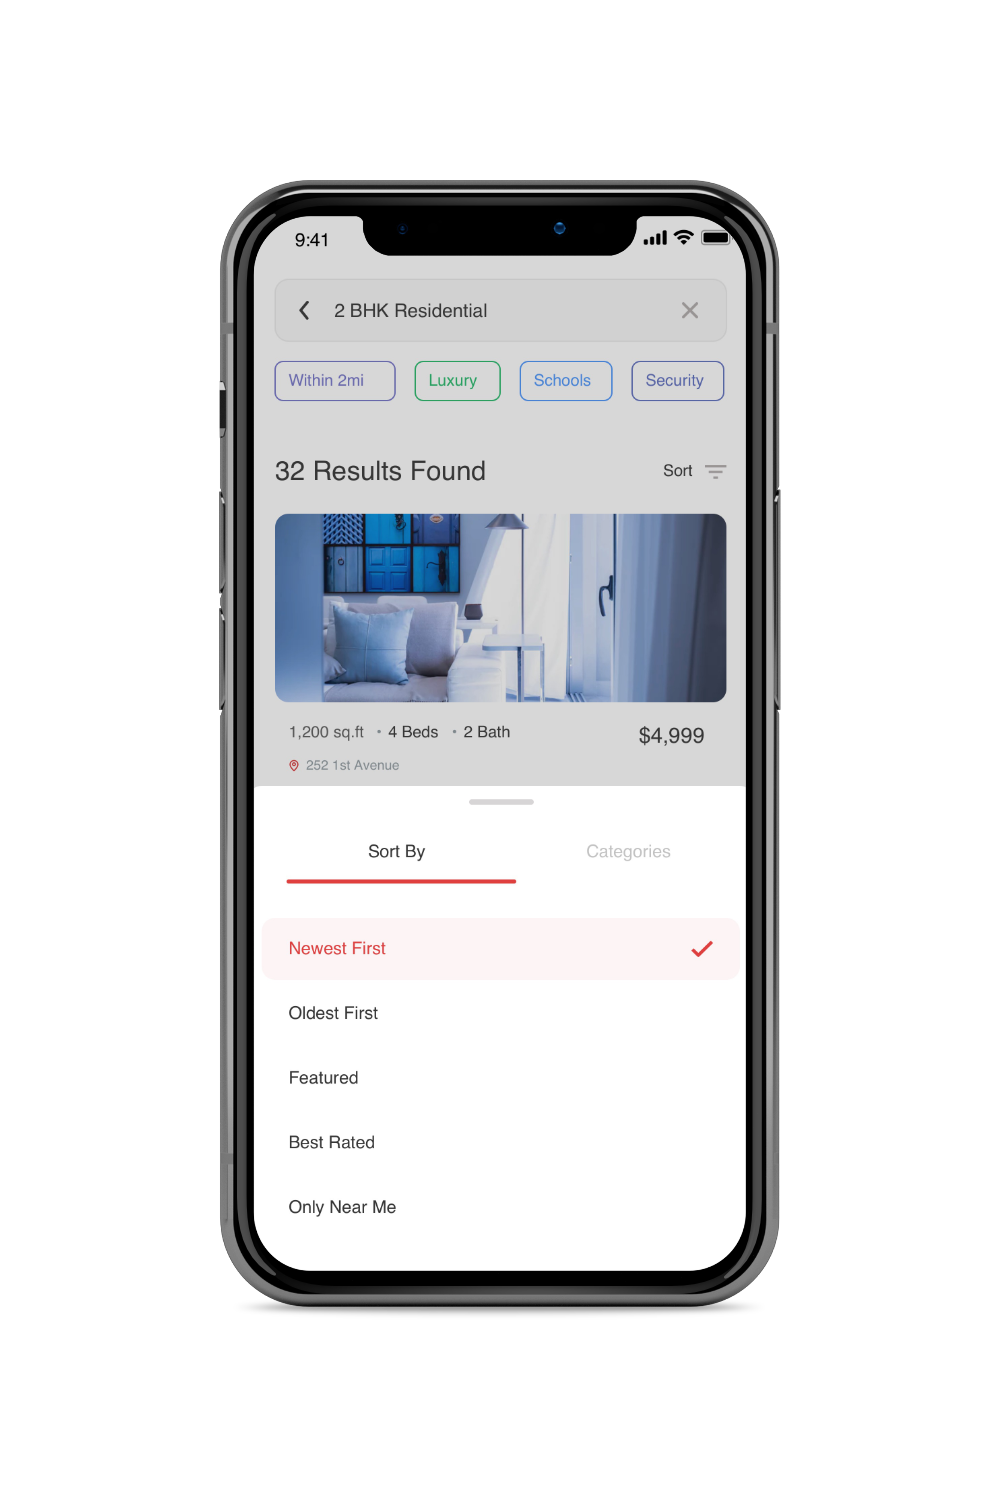 9:41
2 BHK Residential
Within 2mi Luxury Schools Security
32 Results Found Sort
1,200 sq.ft • 4 Beds • 2 Bath $4,999
252 1st Avenue
Sort By Categories
Newest First
Oldest First
Featured
Best Rated
Only Near Me